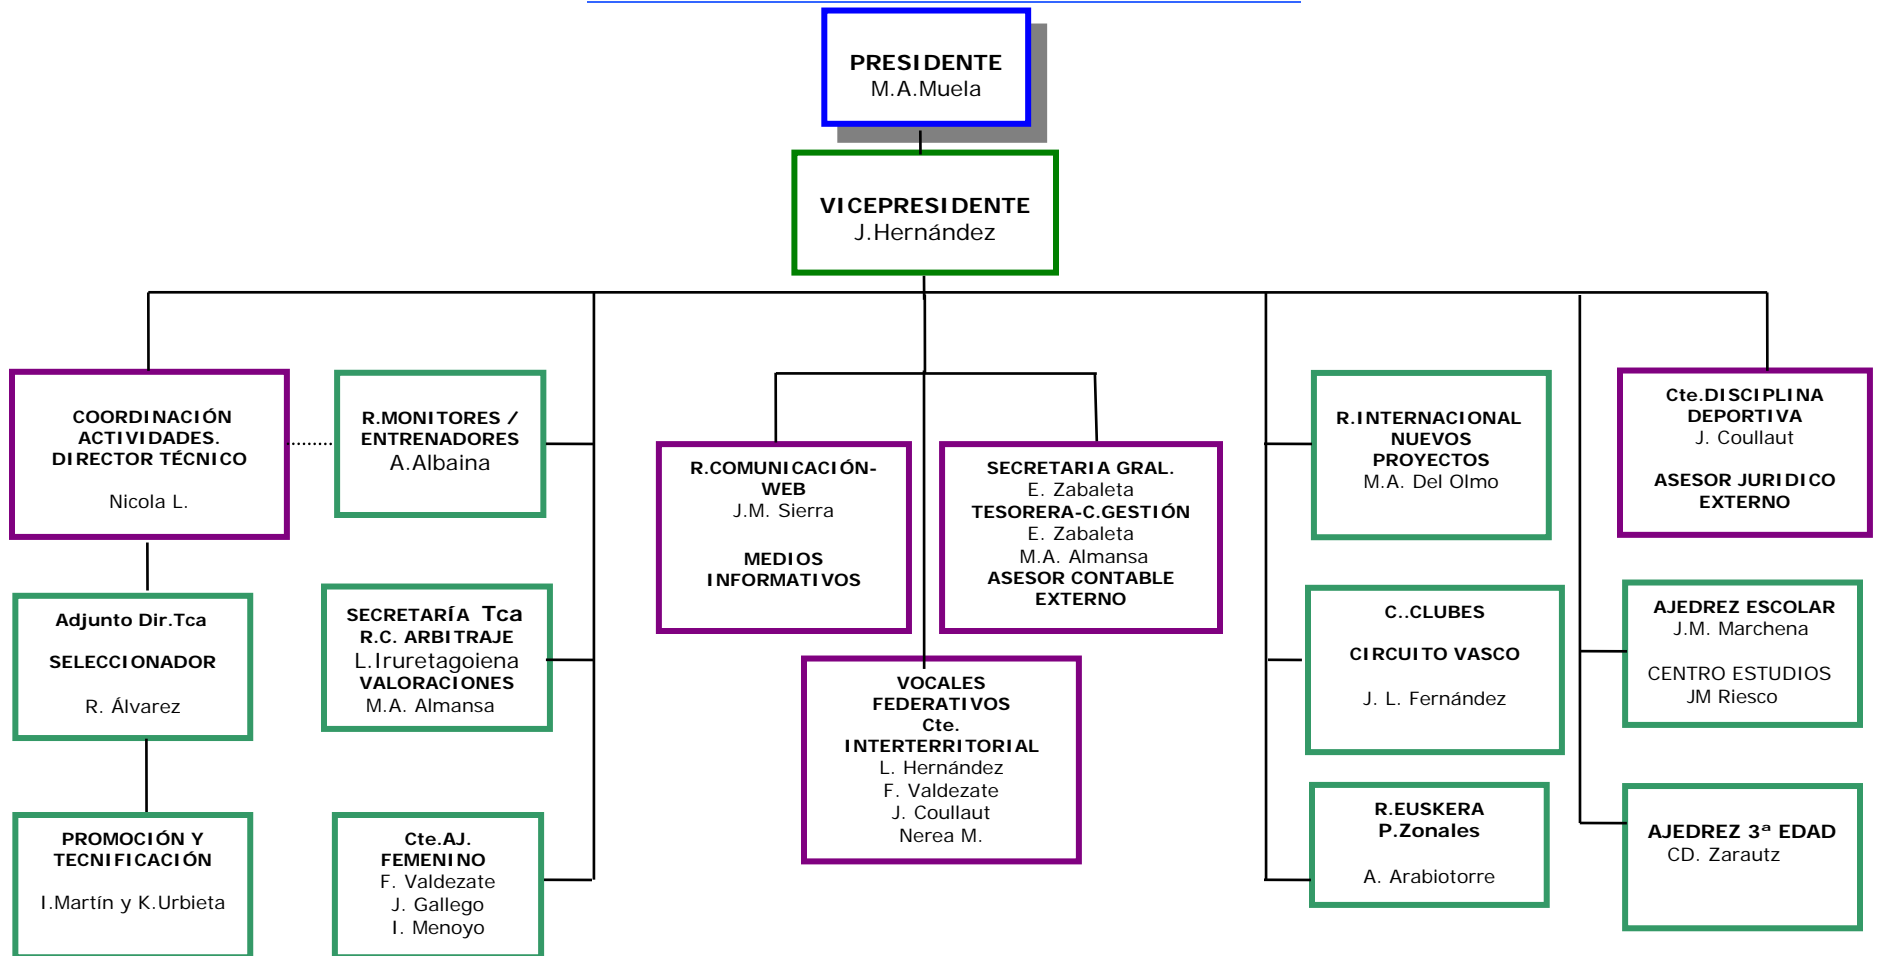 PRESIDENTE
M.A.Muela
VICEPRESIDENTE
J.Hernández
COORDINACIÓN
ACTIVIDADES.
DIRECTOR TÉCNICO
Nicola L.
R.MONITORES /
ENTRENADORES
A.Albaina
R.COMUNICACIÓN-
WEB
J.M. Sierra
MEDIOS
INFORMATIVOS
SECRETARIA GRAL.
E. Zabaleta
TESORERA-C.GESTIÓN
E. Zabaleta
M.A. Almansa
ASESOR CONTABLE
EXTERNO
R.INTERNACIONAL
NUEVOS
PROYECTOS
M.A. Del Olmo
Cte.DISCIPLINA
DEPORTIVA
J. Coullaut
ASESOR JURIDICO
EXTERNO
Adjunto Dir.Tca
SELECCIONADOR
R. Álvarez
SECRETARÍA Tca
R.C. ARBITRAJE
L.Iruretagoiena
VALORACIONES
M.A. Almansa
VOCALES
FEDERATIVOS
Cte.
INTERTERRITORIAL
L. Hernández
F. Valdezate
J. Coullaut
Nerea M.
C..CLUBES
CIRCUITO VASCO
J. L. Fernández
AJEDREZ ESCOLAR
J.M. Marchena
CENTRO ESTUDIOS
JM Riesco
PROMOCIÓN Y
TECNIFICACIÓN
I.Martín y K.Urbieta
Cte.AJ.
FEMENINO
F. Valdezate
J. Gallego
I. Menoyo
R.EUSKERA
P.Zonales
A. Arabiotorre
AJEDREZ 3ª EDAD
CD. Zarautz